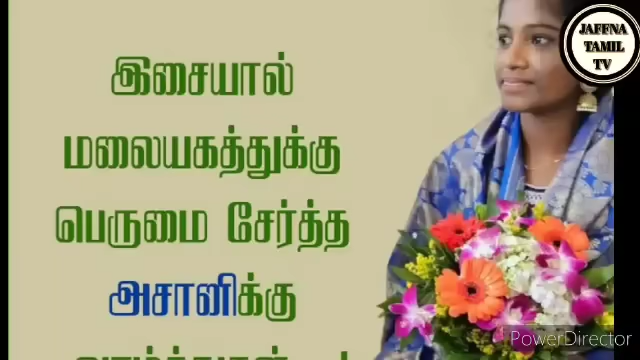 இசையால்
மலையகத்துக்கு
பெருமை சேர்த்த
அசானிக்கு
JAFFNA
TAMIL
TV
PowerDirector